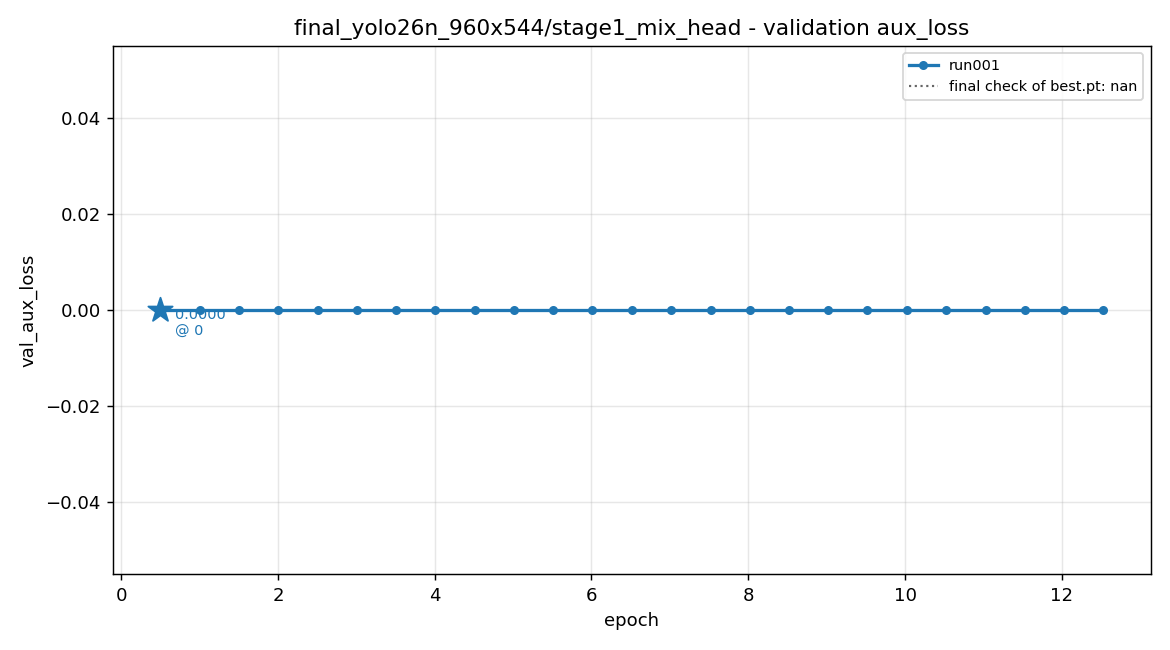 final_yolo26n_960x544/stage1_mix_head - validation aux_loss
run001
final check of best.pt: nan
val_aux_loss
0.04
0.02
0.00
−0.02
−0.04
0.0000
@ 0
0 2 4 6 8 10 12
epoch